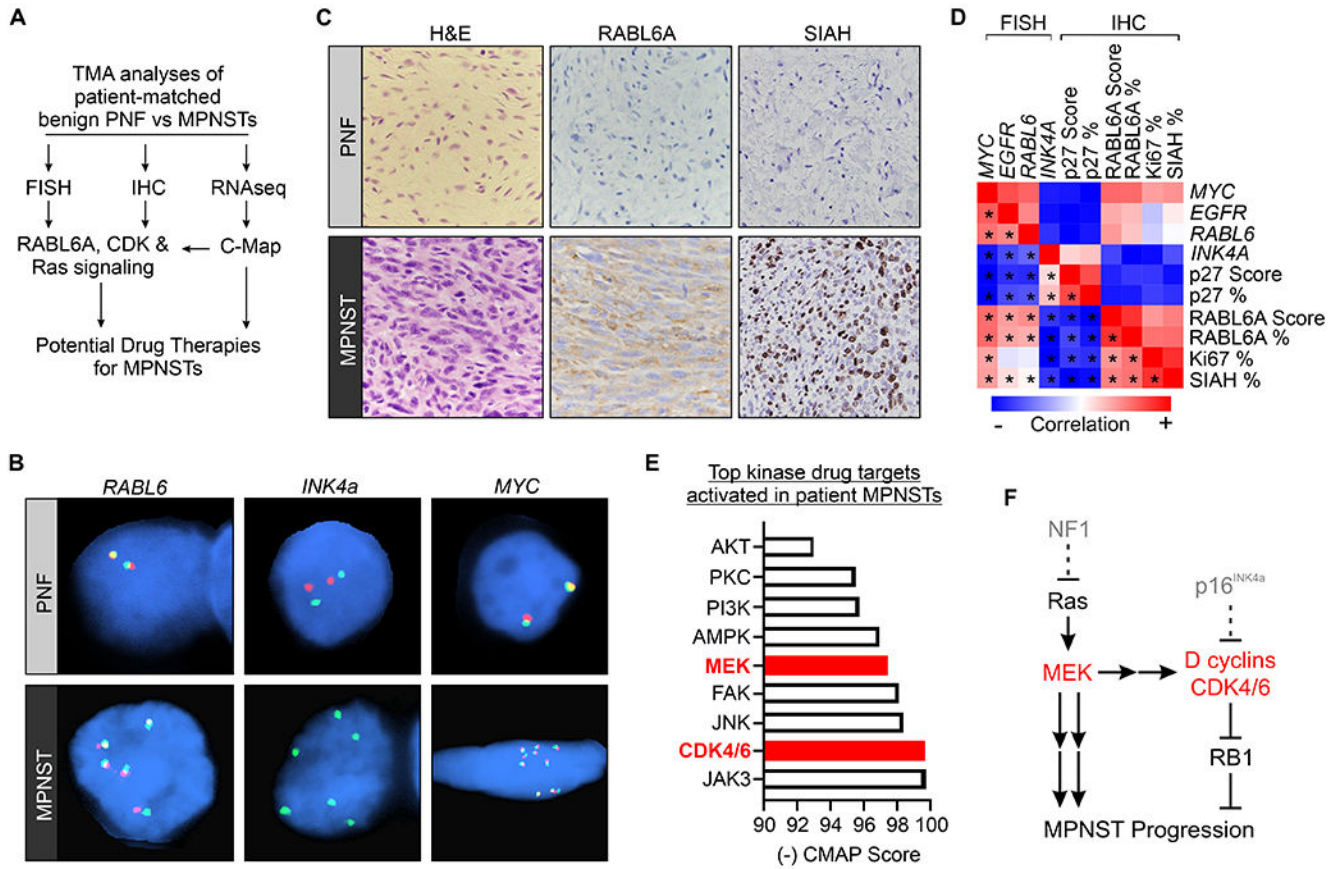 A
TMA analyses of
patient-matched
benign PNF vs MPNSTs
FISH IHC RNAseq
RABL6A, CDK &
Ras signaling
C-Map
Potential Drug Therapies
for MPNSTs
B
RABL6 INK4a MYC
PNF
MPNST
C
H&E RABL6A SIAH
PNF
MPNST
D
FISH IHC
MYC
EGFR
RABL6
INK4A
p27 Score
p27 %
RABL6A Score
RABL6A %
Ki67 %
SIAH %
MYC
EGFR
* RABL6
* * INK4A
p27 Score
p27 %
RABL6A Score
RABL6A %
Ki67 %
SIAH %
- Correlation +
E
Top kinase drug targets
activated in patient MPNSTs
AKT
PKC
PI3K
AMPK
MEK
FAK
JNK
CDK4/6
JAK3
90 92 94 96 98 100
(-) CMAP Score
F
NF1
Ras
MEK
p16INK4a
D cyclins
CDK4/6
RB1
MPNST Progression